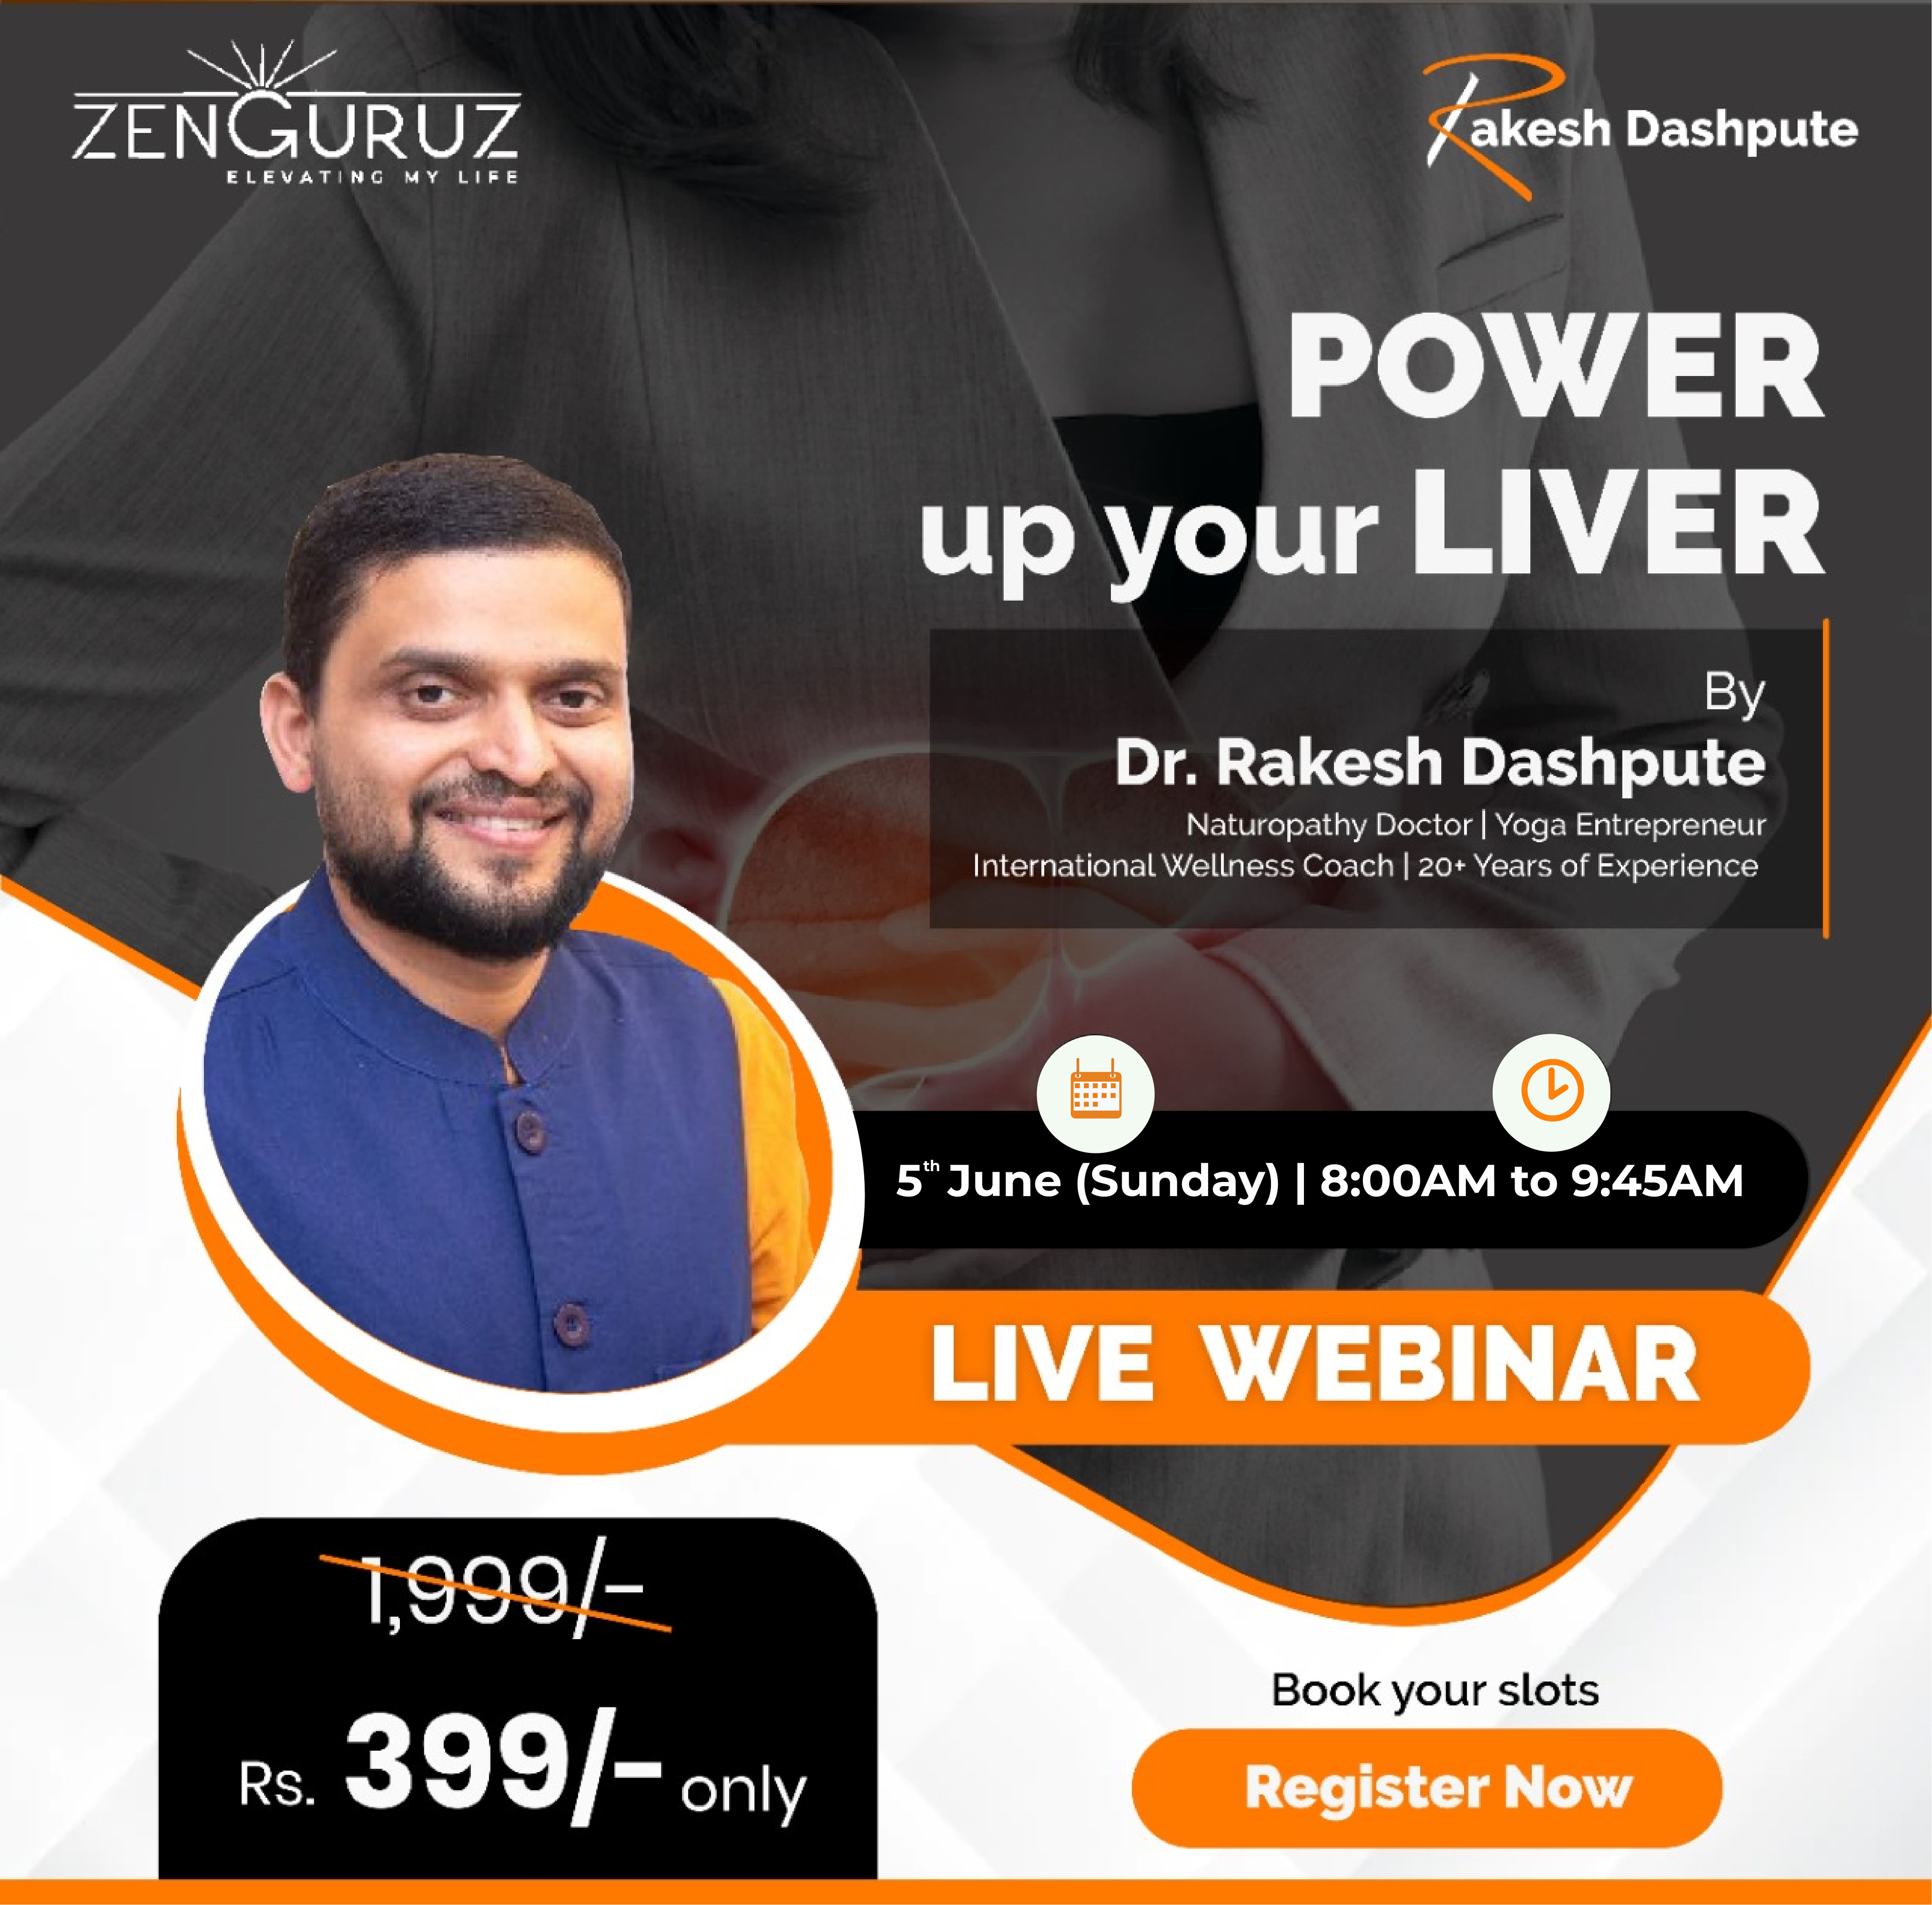 ZENGURUZ
ELEVATING MY LIFE
Rakesh Dashpute
POWER
up your LIVER
By
Dr. Rakesh Dashpute
Naturopathy Doctor | Yoga Entrepreneur
International Wellness Coach | 20+ Years of Experience
5th June (Sunday) | 8:00AM to 9:45AM
LIVE WEBINAR
1,999/-
Rs. 399/- only
Book your slots
Register Now